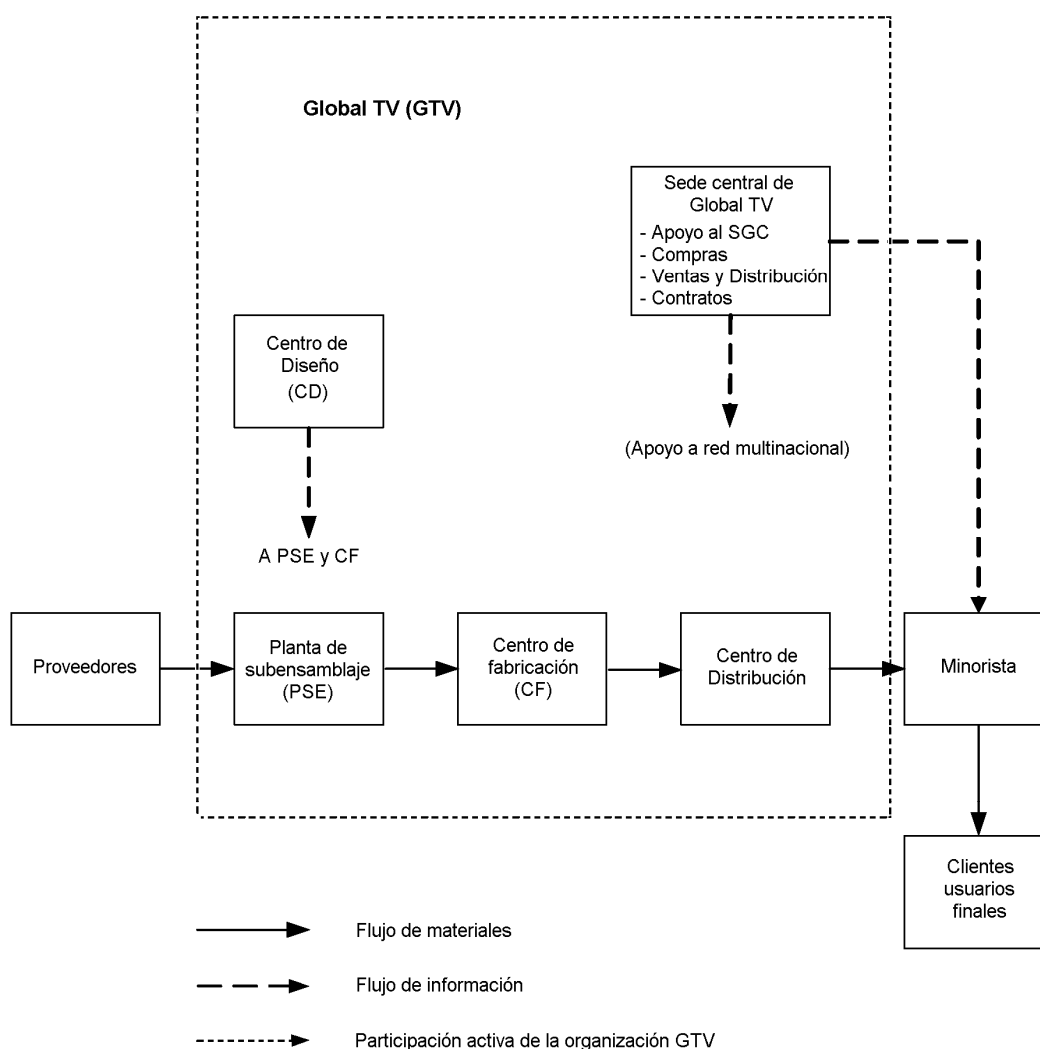 Global TV (GTV)
Sede central de
Global TV
- Apoyo al SGC
- Compras
- Ventas y Distribución
- Contratos
Centro de
Diseño
(CD)
(Apoyo a red multinacional)
A PSE y CF
Proveedores
Planta de
subensamblaje
(PSE)
Centro de
fabricación
(CF)
Centro de
Distribución
Minorista
Clientes
usuarios
finales
Flujo de materiales
Flujo de información
Participación activa de la organización GTV